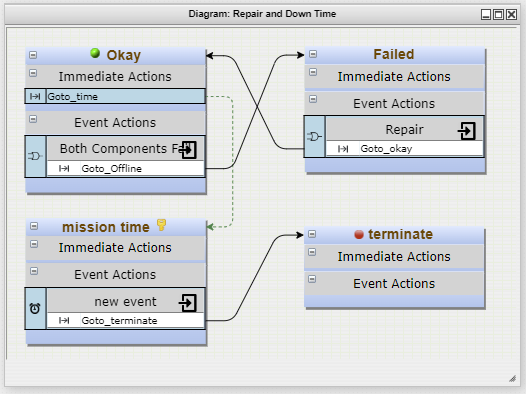 Diagram: Repair and Down Time
Okay
Immediate Actions
Goto_time
Event Actions
Both Components
Goto_Offline
Failed
Immediate Actions
Event Actions
Repair
Goto_okay
mission time
Immediate Actions
Event Actions
new event
Goto_terminate
terminate
Immediate Actions
Event Actions